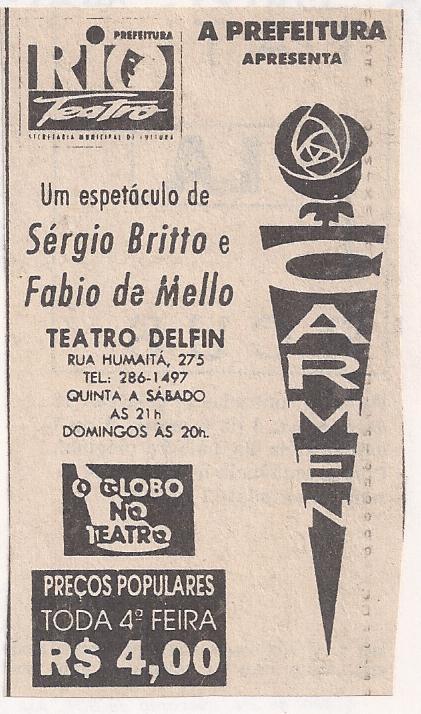 PREFEITURA
RIO
Teatro
SECRETARIA MUNICIPAL DE CULTURA
A PREFEITURA
APRESENTA
Um espetáculo de
Sérgio Britto e
Fabio de Mello
TEATRO DELFIN
RUA HUMAITÁ, 275
TEL: 286-1497
QUINTA A SÁBADO
AS 21h
DOMINGOS ÀS 20h.
CARMEN
O GLOBO
NO
TEATRO
PREÇOS POPULARES
TODA 4ª FEIRA
R$ 4,00